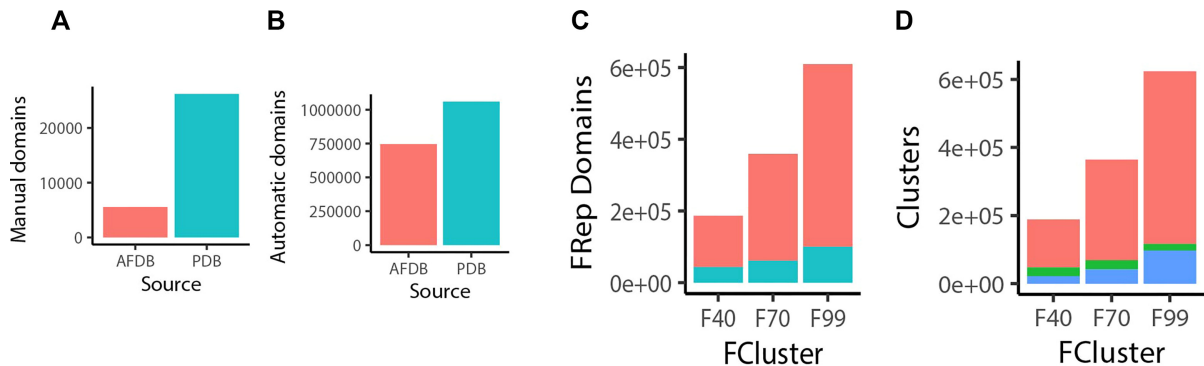 A
Manual domains
20000
10000
0
AFDB
PDB
Source
B
Automatic domains
1000000
750000
500000
250000
0
AFDB
PDB
Source
C
FRep Domains
6e+05
4e+05
2e+05
0e+00
F40
F70
F99
FCluster
D
Clusters
6e+05
4e+05
2e+05
0e+00
F40
F70
F99
FCluster